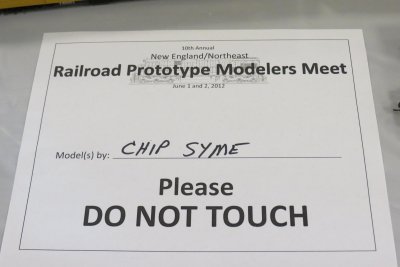 10th Annual
New England/Northeast
Railroad Prototype Modelers Meet
June 1 and 2, 2012
Model(s) by: CHIP SYME
Please
DO NOT TOUCH